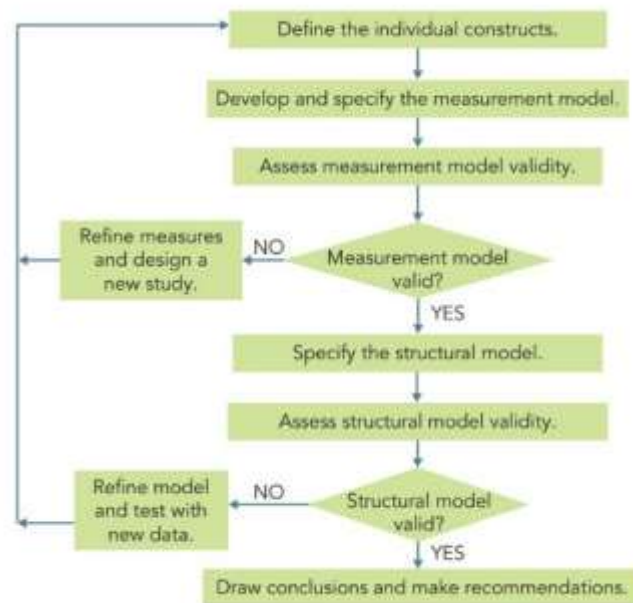 Define the individual constructs.
Develop and specify the measurement model.
Assess measurement model validity.
Refine measures
and design a
new study.
NO
Measurement model
valid?
YES
Specify the structural model.
Assess structural model validity.
Refine model
and test with
new data.
NO
Structural model
valid?
YES
Draw conclusions and make recommendations.